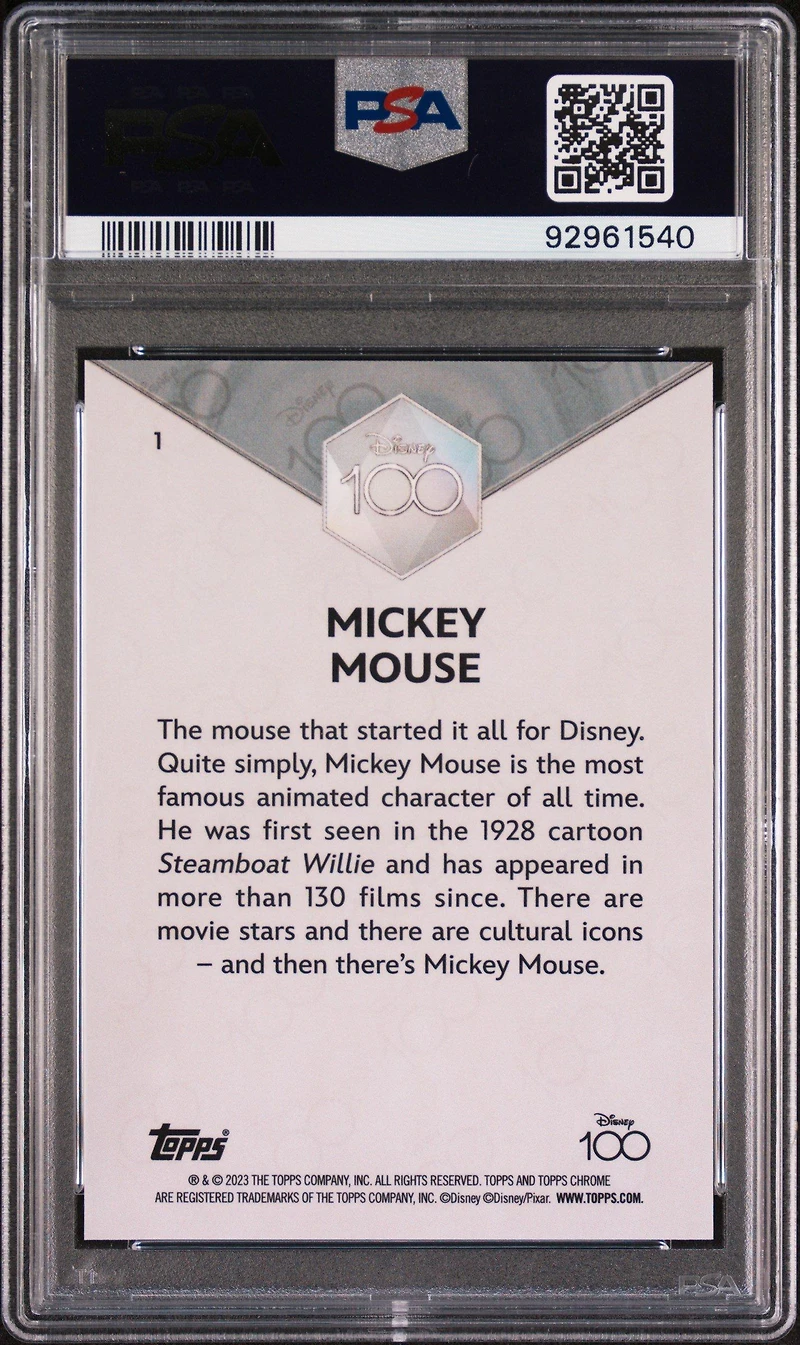 PSA
92961540
1
Disney
100
MICKEY
MOUSE
The mouse that started it all for Disney.
Quite simply, Mickey Mouse is the most
famous animated character of all time.
He was first seen in the 1928 cartoon
Steamboat Willie and has appeared in
more than 130 films since. There are
movie stars and there are cultural icons
– and then there's Mickey Mouse.
Topps®
Disney
100
® & © 2023 THE TOPPS COMPANY, INC. ALL RIGHTS RESERVED. TOPPS AND TOPPS CHROME
ARE REGISTERED TRADEMARKS OF THE TOPPS COMPANY, INC. ©Disney ©Disney/Pixar. WWW.TOPPS.COM.
PSA